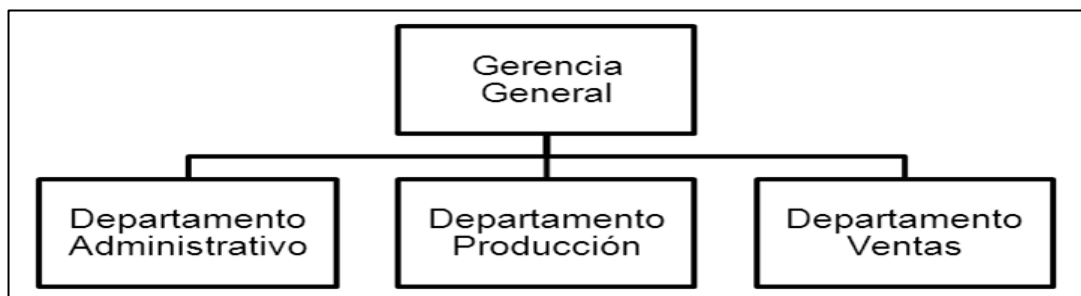 Gerencia
General
Departamento
Administrativo
Departamento
Producción
Departamento
Ventas